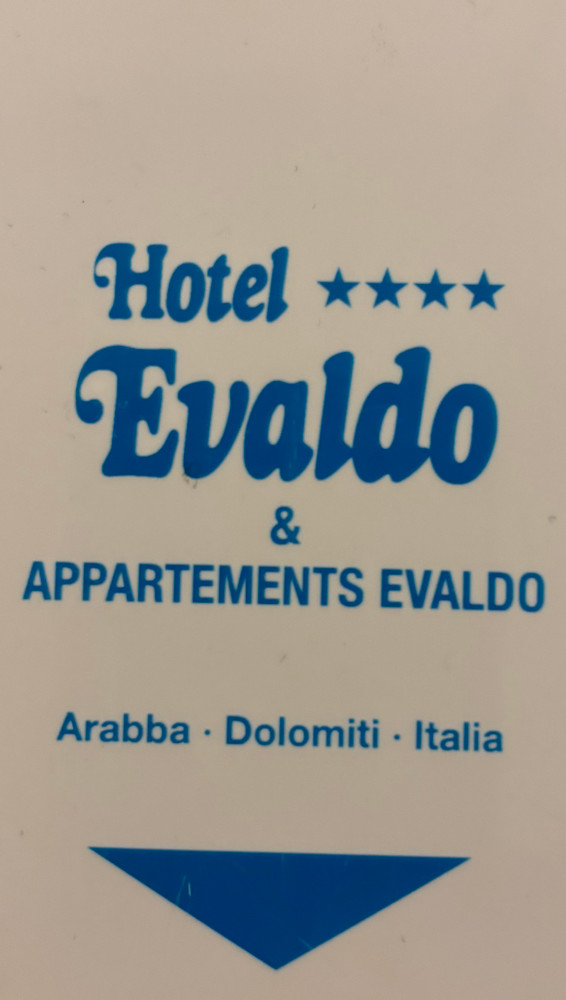 Hotel ★★★★
Evaldo
&
APPARTEMENTS EVALDO
Arabba · Dolomiti · Italia